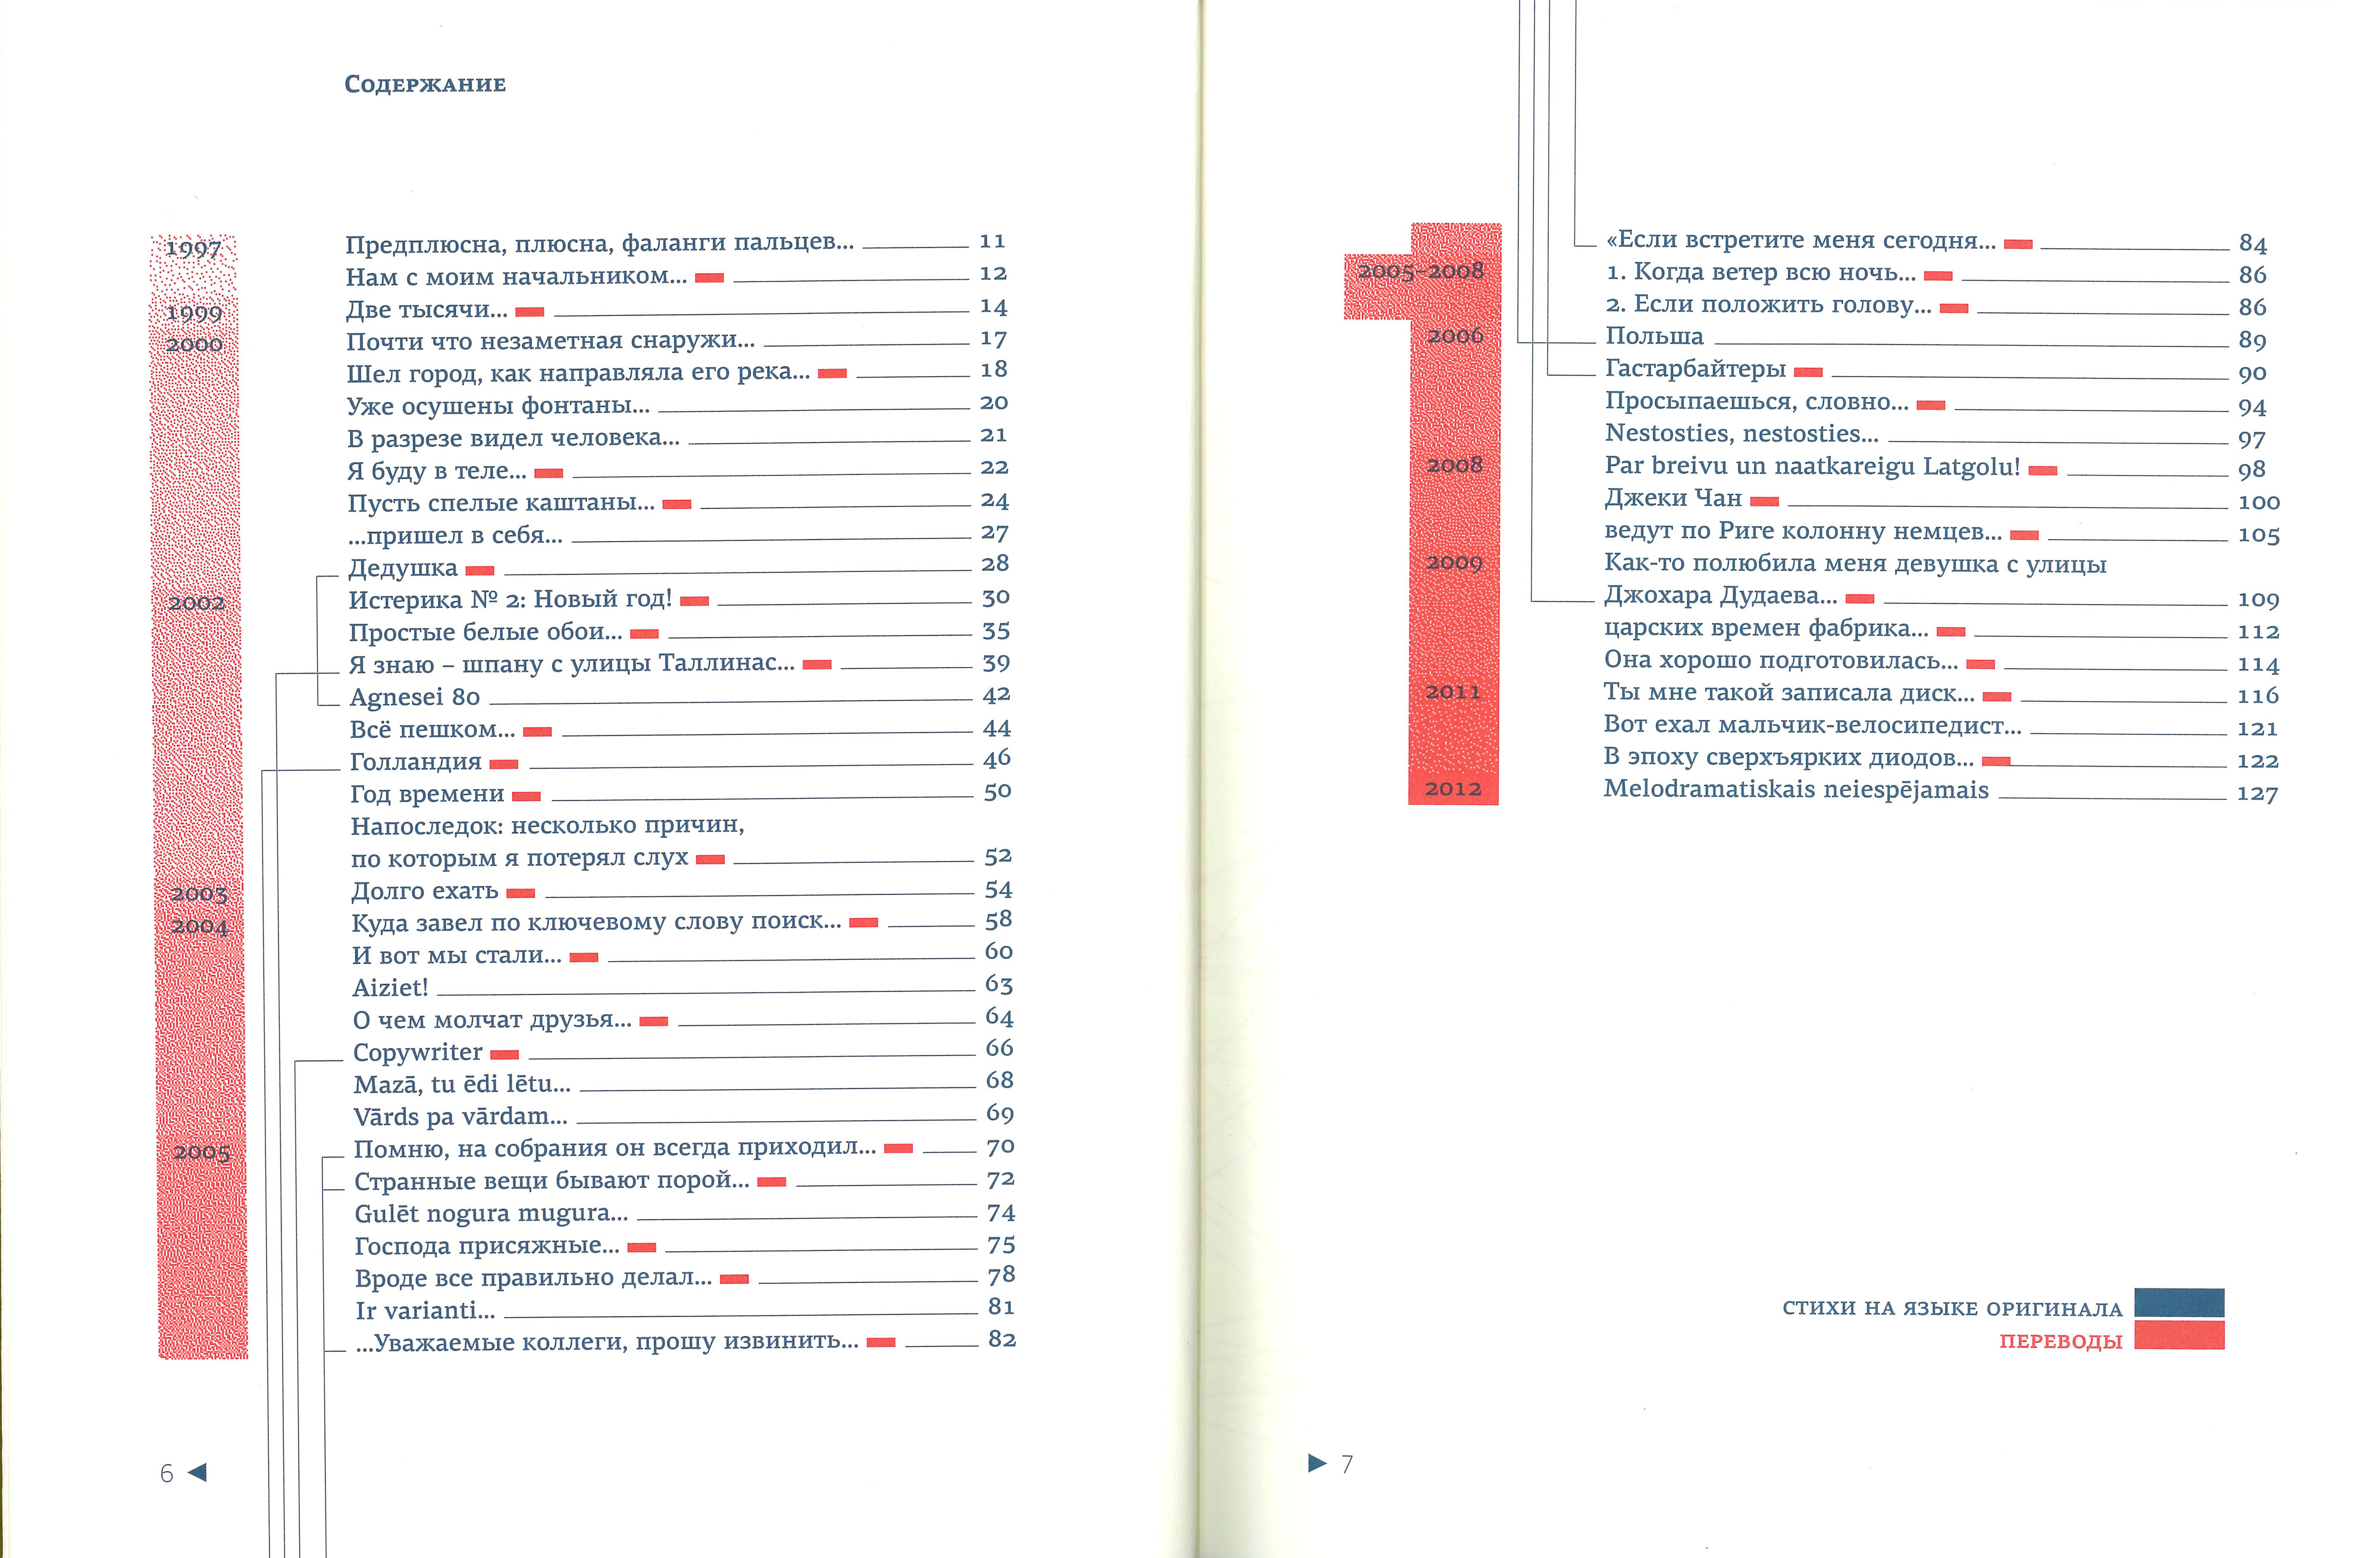 Содержание
1997 Предплюсна, плюсна, фаланги пальцев... 11
Нам с моим начальником... 12
1999 Две тысячи... 14
2000 Почти что незаметная снаружи... 17
Шел город, как направляла его река... 18
Уже осушены фонтаны... 20
В разрезе видел человека... 21
Я буду в теле... 22
Пусть спелые каштаны... 24
...пришел в себя... 27
Дедушка 28
2002 Истерика № 2: Новый год! 30
Простые белые обои... 35
Я знаю – шпану с улицы Таллинас... 39
Agnesei 80 42
Всё пешком... 44
Голландия 46
Год времени 50
Напоследок: несколько причин,
по которым я потерял слух 52
2003 Долго ехать 54
2004 Куда завел по ключевому слову поиск... 58
И вот мы стали... 60
Aiziet! 63
О чем молчат друзья... 64
Copywriter 66
Mazā, tu ēdi lētu... 68
Vārds pa vārdam... 69
2005 Помню, на собрания он всегда приходил... 70
Странные вещи бывают порой... 72
Gulēt nogura mugura... 74
Господа присяжные... 75
Вроде все правильно делал... 78
Ir varianti... 81
...Уважаемые коллеги, прошу извинить... 82
6
«Если встретите меня сегодня... 84
2005–2008 1. Когда ветер всю ночь... 86
2. Если положить голову... 86
2006 Польша 89
Гастарбайтеры 90
Просыпаешься, словно... 94
Nestosties, nestosties... 97
2008 Par breivu un naatkareigu Latgolu! 98
Джеки Чан 100
ведут по Риге колонну немцев... 105
2009 Как-то полюбила меня девушка с улицы
Джохара Дудаева... 109
царских времен фабрика... 112
Она хорошо подготовилась... 114
2011 Ты мне такой записала диск... 116
Вот ехал мальчик-велосипедист... 121
В эпоху сверхъярких диодов... 122
2012 Melodramatiskais neiespējamais 127
стихи на языке оригинала
переводы
7